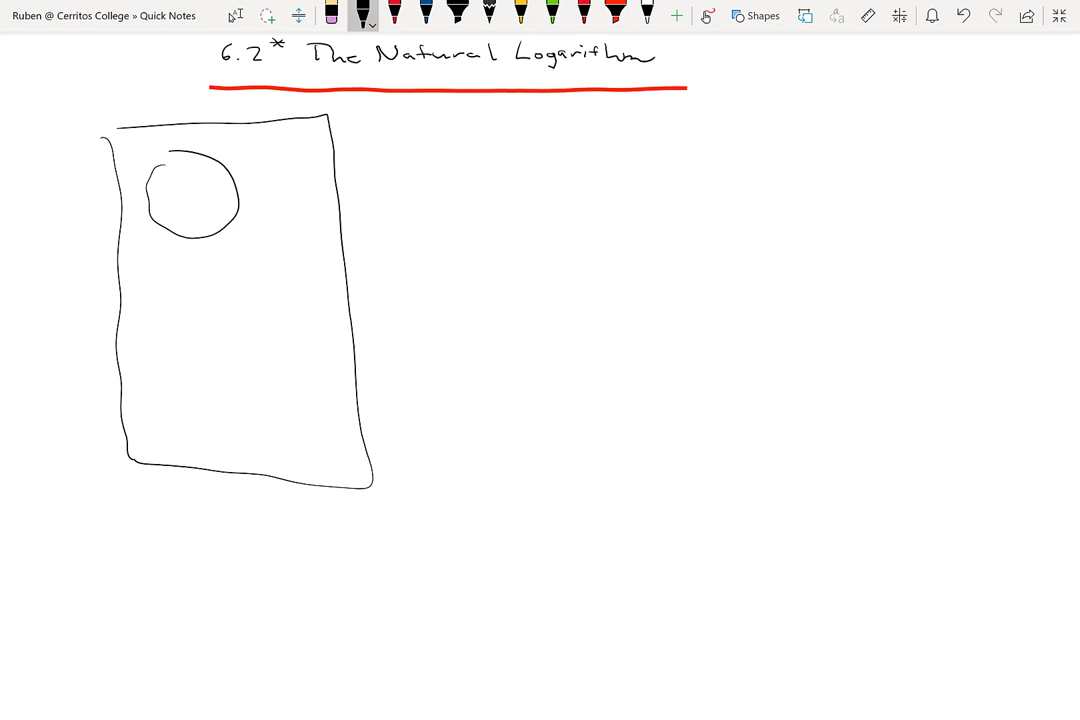 Ruben @ Cerritos College » Quick Notes
Shapes
6.2* The Natural Logarithm